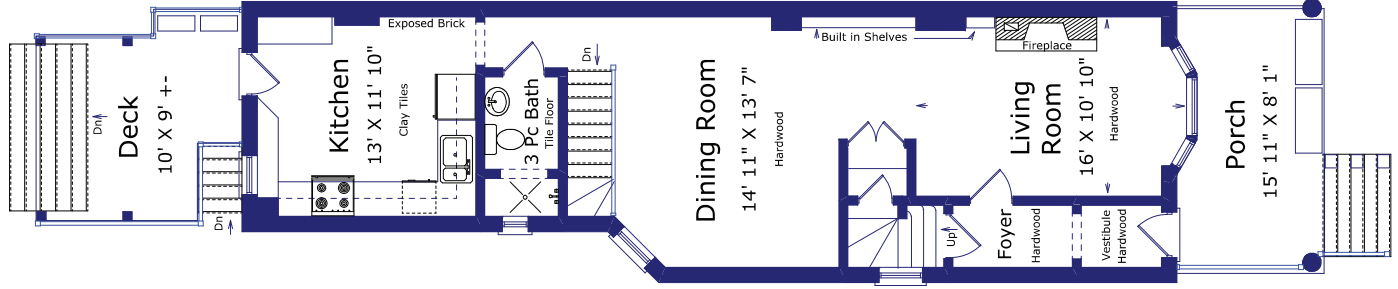 Deck
10' X 9' +-
Dn
Dn
Kitchen
13' X 11' 10"
Clay Tiles
Exposed Brick
3 Pc Bath
Tile Floor
Dn
Dining Room
14' 11" X 13' 7"
Hardwood
Built in Shelves
Fireplace
Living
Room
16' X 10' 10"
Hardwood
Up
Foyer
Hardwood
Vestibule
Hardwood
Porch
15' 11" X 8' 1"